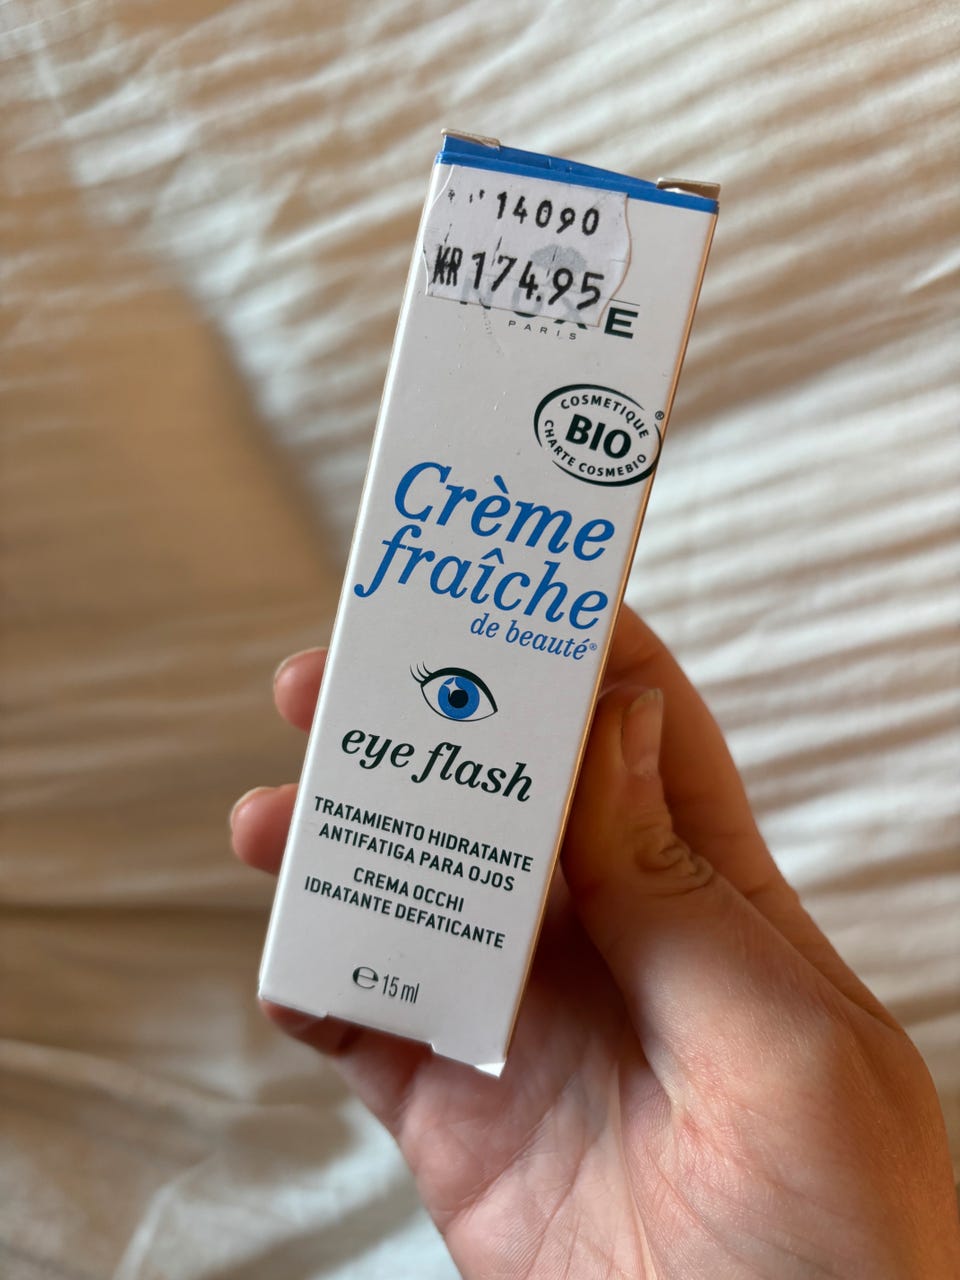 14090
KR 174.95
PARIS
COSMETIQUE
BIO
®
CHARTE COSMEBIO
Crème
fraîche
de beauté®
eye flash
TRATAMIENTO HIDRATANTE
ANTIFATIGA PARA OJOS
CREMA OCCHI
IDRATANTE DEFATICANTE
℮ 15 ml